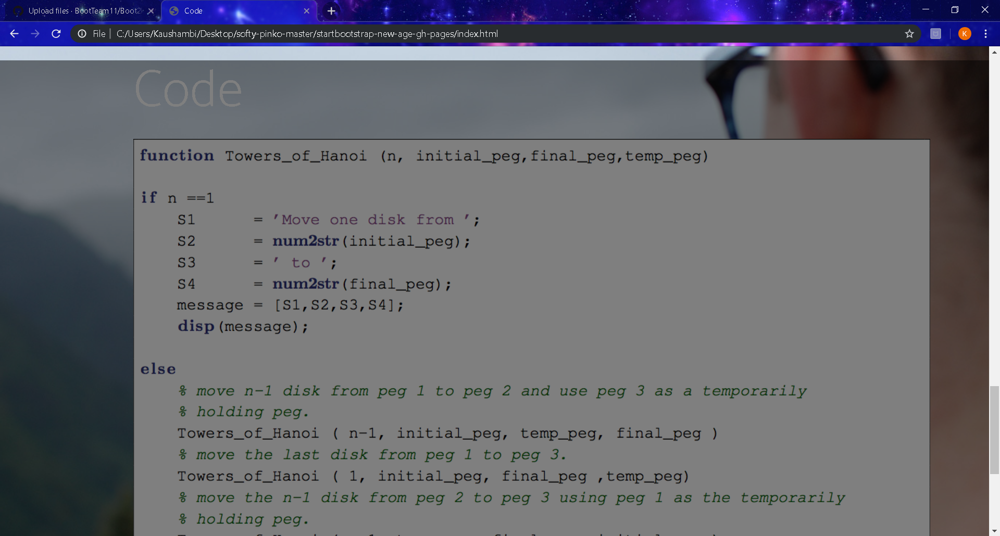 Upload files · BootTeam11/Boot2
Code
File
C:/Users/Kaushambi/Desktop/softy-pinko-master/startbootstrap-new-age-gh-pages/index.html
K
Code
function Towers_of_Hanoi (n, initial_peg,final_peg,temp_peg)
if n ==1
S1 = 'Move one disk from ';
S2 = num2str(initial_peg);
S3 = ' to ';
S4 = num2str(final_peg);
message = [S1,S2,S3,S4];
disp(message);
else
% move n-1 disk from peg 1 to peg 2 and use peg 3 as a temporarily
% holding peg.
Towers_of_Hanoi ( n-1, initial_peg, temp_peg, final_peg )
% move the last disk from peg 1 to peg 3.
Towers_of_Hanoi ( 1, initial_peg, final_peg ,temp_peg)
% move the n-1 disk from peg 2 to peg 3 using peg 1 as the temporarily
% holding peg.